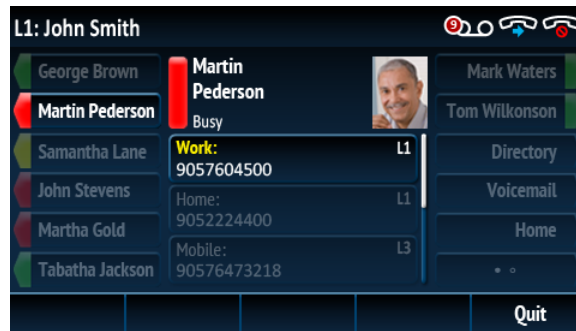 L1: John Smith
9
George Brown
Martin Pederson
Samantha Lane
John Stevens
Martha Gold
Tabatha Jackson
Martin
Pederson
Busy
Work: L1
9057604500
Home: L1
9052224400
Mobile: L3
90576473218
Mark Waters
Tom Wilkonson
Directory
Voicemail
Home
Quit